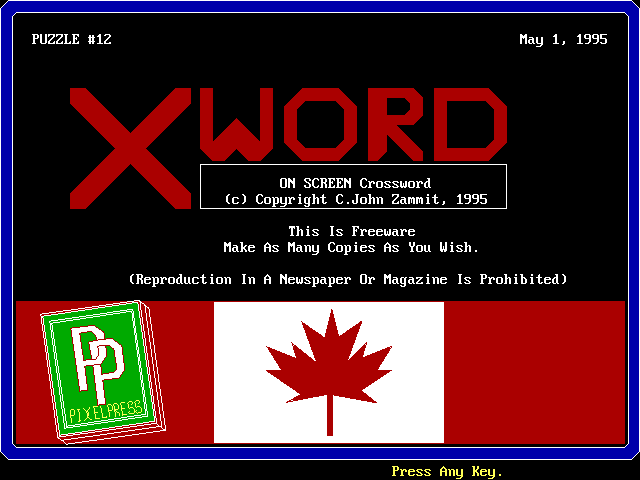 PUZZLE #12
May 1, 1995
XWORD
ON SCREEN Crossword
(c) Copyright C.John Zammit, 1995
This Is Freeware
Make As Many Copies As You Wish.
(Reproduction In A Newspaper Or Magazine Is Prohibited)
PP
PIXELPRESS
Press Any Key.